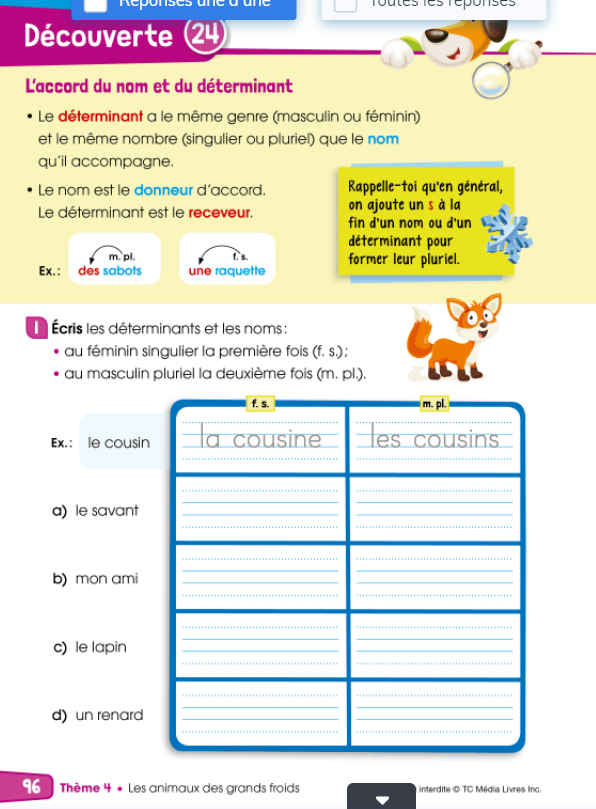 Réponses une à une
Toutes les réponses
Découverte 24
L'accord du nom et du déterminant
• Le déterminant a le même genre (masculin ou féminin)
et le même nombre (singulier ou pluriel) que le nom
qu'il accompagne.
• Le nom est le donneur d'accord.
Le déterminant est le receveur.
Rappelle-toi qu'en général,
on ajoute un s à la
fin d'un nom ou d'un
déterminant pour
former leur pluriel.
m. pl.
f. s.
Ex.: des sabots
une raquette
1 Écris les déterminants et les noms :
• au féminin singulier la première fois (f. s.);
• au masculin pluriel la deuxième fois (m. pl.).
f. s.
m. pl.
Ex.: le cousin
la cousine
les cousins
a) le savant
b) mon ami
c) le lapin
d) un renard
96 Thème 4 • Les animaux des grands froids
interdite © TC Média Livres Inc.